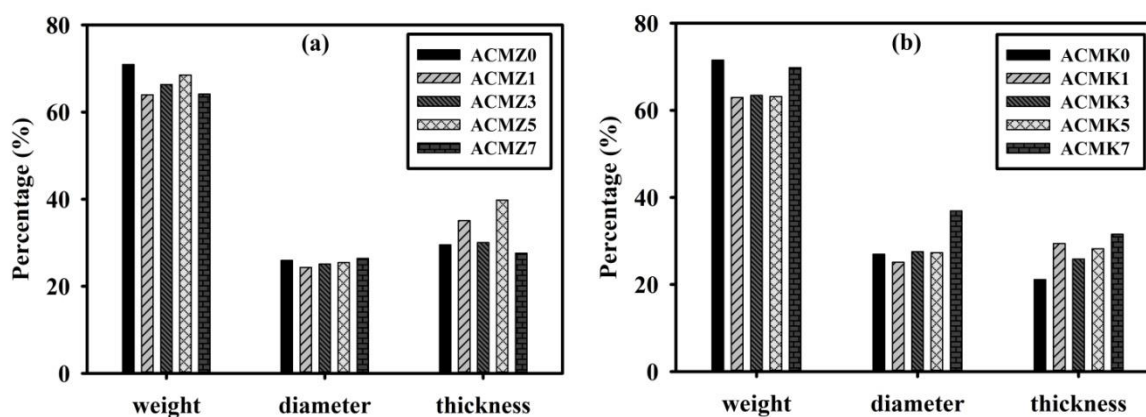 (a)
Percentage (%)
80
60
40
20
0
ACMZ0
ACMZ1
ACMZ3
ACMZ5
ACMZ7
weight diameter thickness
(b)
Percentage (%)
80
60
40
20
0
ACMK0
ACMK1
ACMK3
ACMK5
ACMK7
weight diameter thickness